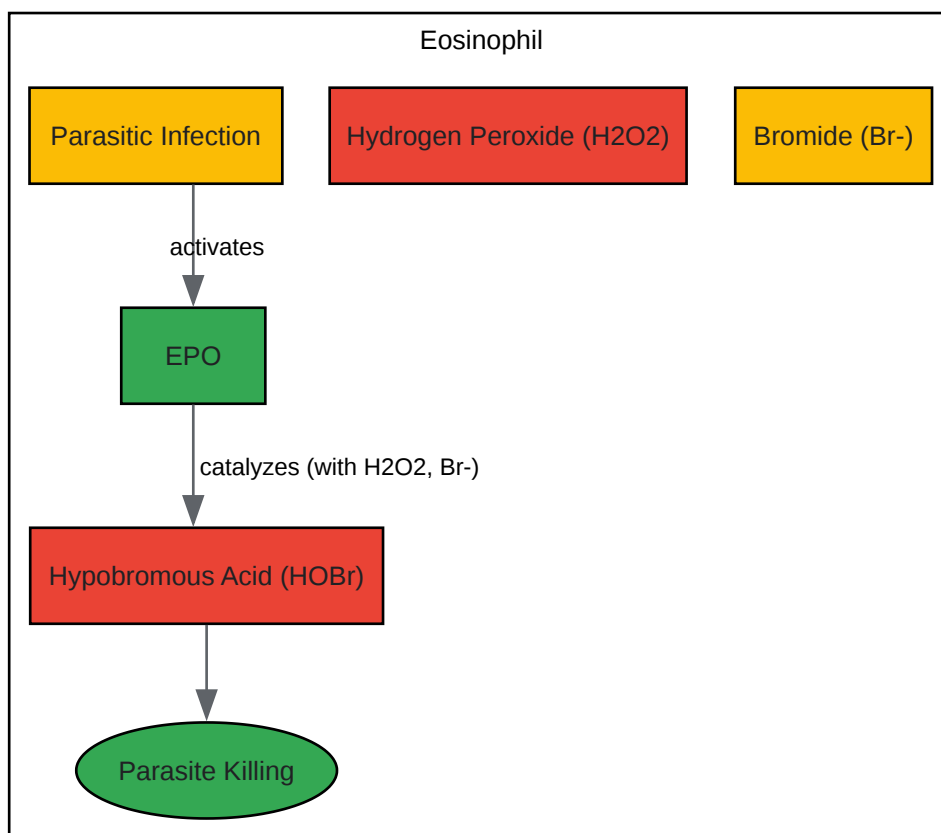 Eosinophil
Parasitic Infection
Hydrogen Peroxide (H2O2)
Bromide (Br-)
activates
EPO
catalyzes (with H2O2, Br-)
Hypobromous Acid (HOBr)
Parasite Killing